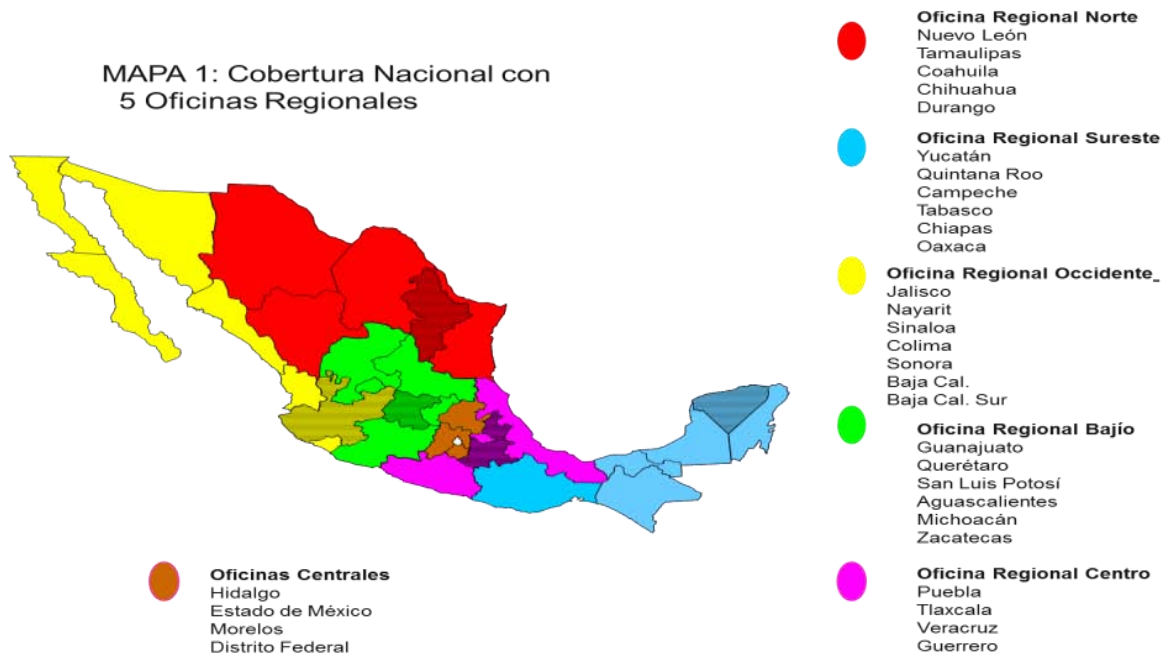 MAPA 1: Cobertura Nacional con
5 Oficinas Regionales
Oficina Regional Norte
Nuevo León
Tamaulipas
Coahuila
Chihuahua
Durango
Oficina Regional Sureste
Yucatán
Quintana Roo
Campeche
Tabasco
Chiapas
Oaxaca
Oficina Regional Occidente_
Jalisco
Nayarit
Sinaloa
Colima
Sonora
Baja Cal.
Baja Cal. Sur
Oficina Regional Bajío
Guanajuato
Querétaro
San Luis Potosí
Aguascalientes
Michoacán
Zacatecas
Oficina Regional Centro
Puebla
Tlaxcala
Veracruz
Guerrero
Oficinas Centrales
Hidalgo
Estado de México
Morelos
Distrito Federal